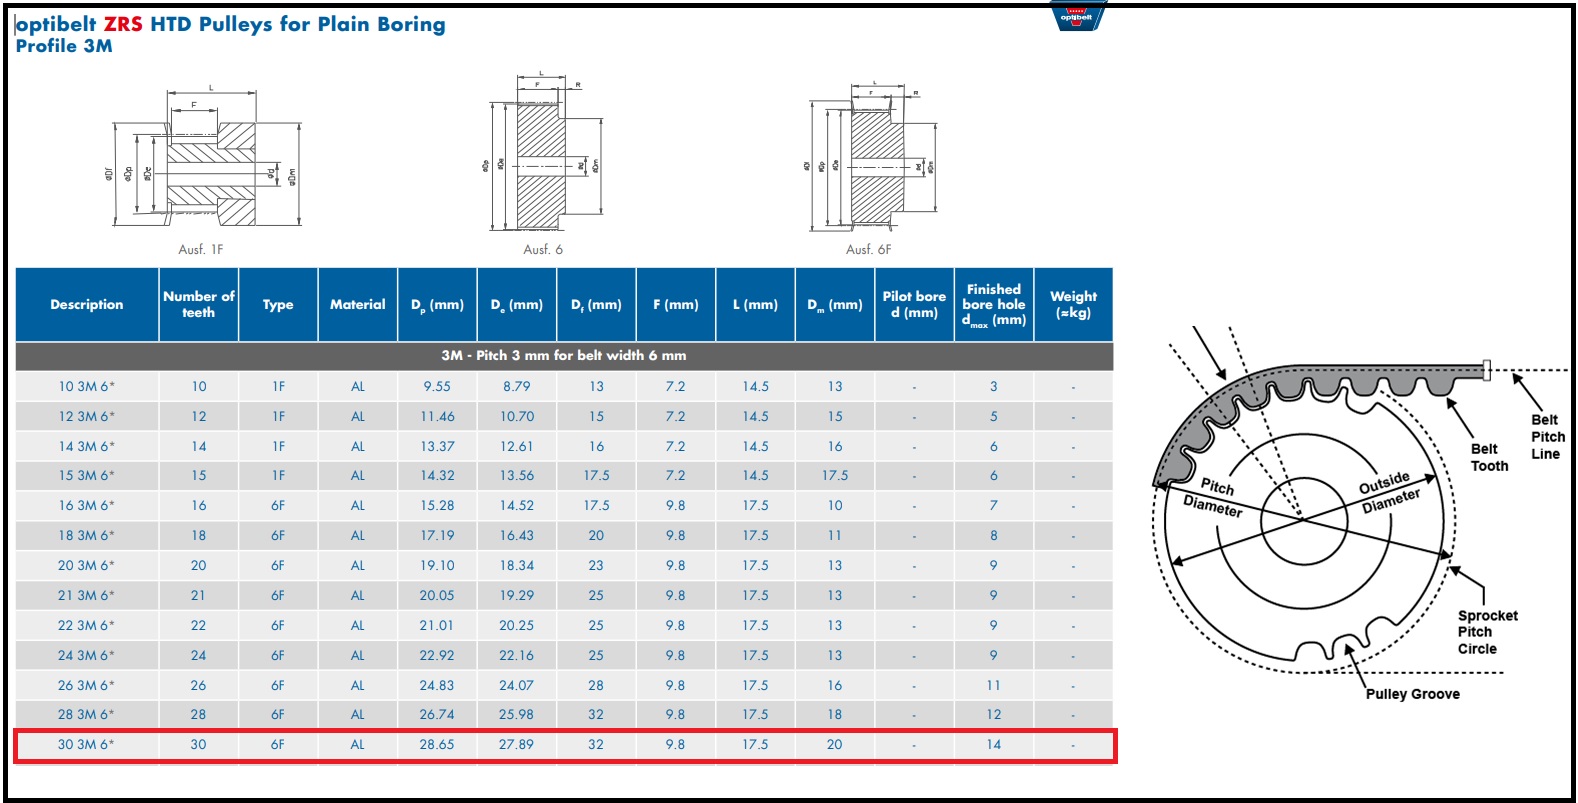 optibelt ZRS HTD Pulleys for Plain Boring
Profile 3M
optibelt
L
F
ØDf
ØDp
ØDe
ød
ØDm
Ausf. 1F
L
F
R
ØDp
ØDe
ød
ØDm
Ausf. 6
L
F
R
ØDf
ØDp
ØDe
ød
ØDm
Ausf. 6F
Description Number of teeth Type Material Dp (mm) De (mm) Df (mm) F (mm) L (mm) Dm (mm) Pilot bore d (mm) Finished bore hole dmax (mm) Weight (≈kg)
3M - Pitch 3 mm for belt width 6 mm
10 3M 6* 10 1F AL 9.55 8.79 13 7.2 14.5 13 - 3 -
12 3M 6* 12 1F AL 11.46 10.70 15 7.2 14.5 15 - 5 -
14 3M 6* 14 1F AL 13.37 12.61 16 7.2 14.5 16 - 6 -
15 3M 6* 15 1F AL 14.32 13.56 17.5 7.2 14.5 17.5 - 6 -
16 3M 6* 16 6F AL 15.28 14.52 17.5 9.8 17.5 10 - 7 -
18 3M 6* 18 6F AL 17.19 16.43 20 9.8 17.5 11 - 8 -
20 3M 6* 20 6F AL 19.10 18.34 23 9.8 17.5 13 - 9 -
21 3M 6* 21 6F AL 20.05 19.29 25 9.8 17.5 13 - 9 -
22 3M 6* 22 6F AL 21.01 20.25 25 9.8 17.5 13 - 9 -
24 3M 6* 24 6F AL 22.92 22.16 25 9.8 17.5 13 - 9 -
26 3M 6* 26 6F AL 24.83 24.07 28 9.8 17.5 16 - 11 -
28 3M 6* 28 6F AL 26.74 25.98 32 9.8 17.5 18 - 12 -
30 3M 6* 30 6F AL 28.65 27.89 32 9.8 17.5 20 - 14 -
Belt
Pitch
Line
Belt
Tooth
Pitch
Diameter
Outside
Diameter
Sprocket
Pitch
Circle
Pulley Groove